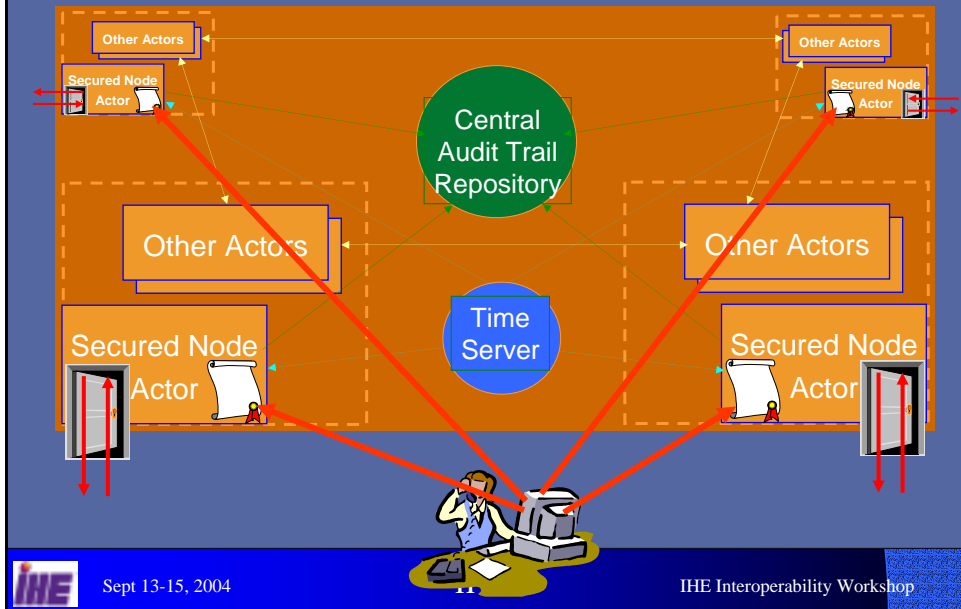 Other Actors
Other Actors
Secured Node
Actor
Secured Node
Actor
Central
Audit Trail
Repository
Other Actors
Other Actors
Time
Server
Secured Node
Actor
Secured Node
Actor
IHE
Sept 13-15, 2004
IHE Interoperability Workshop